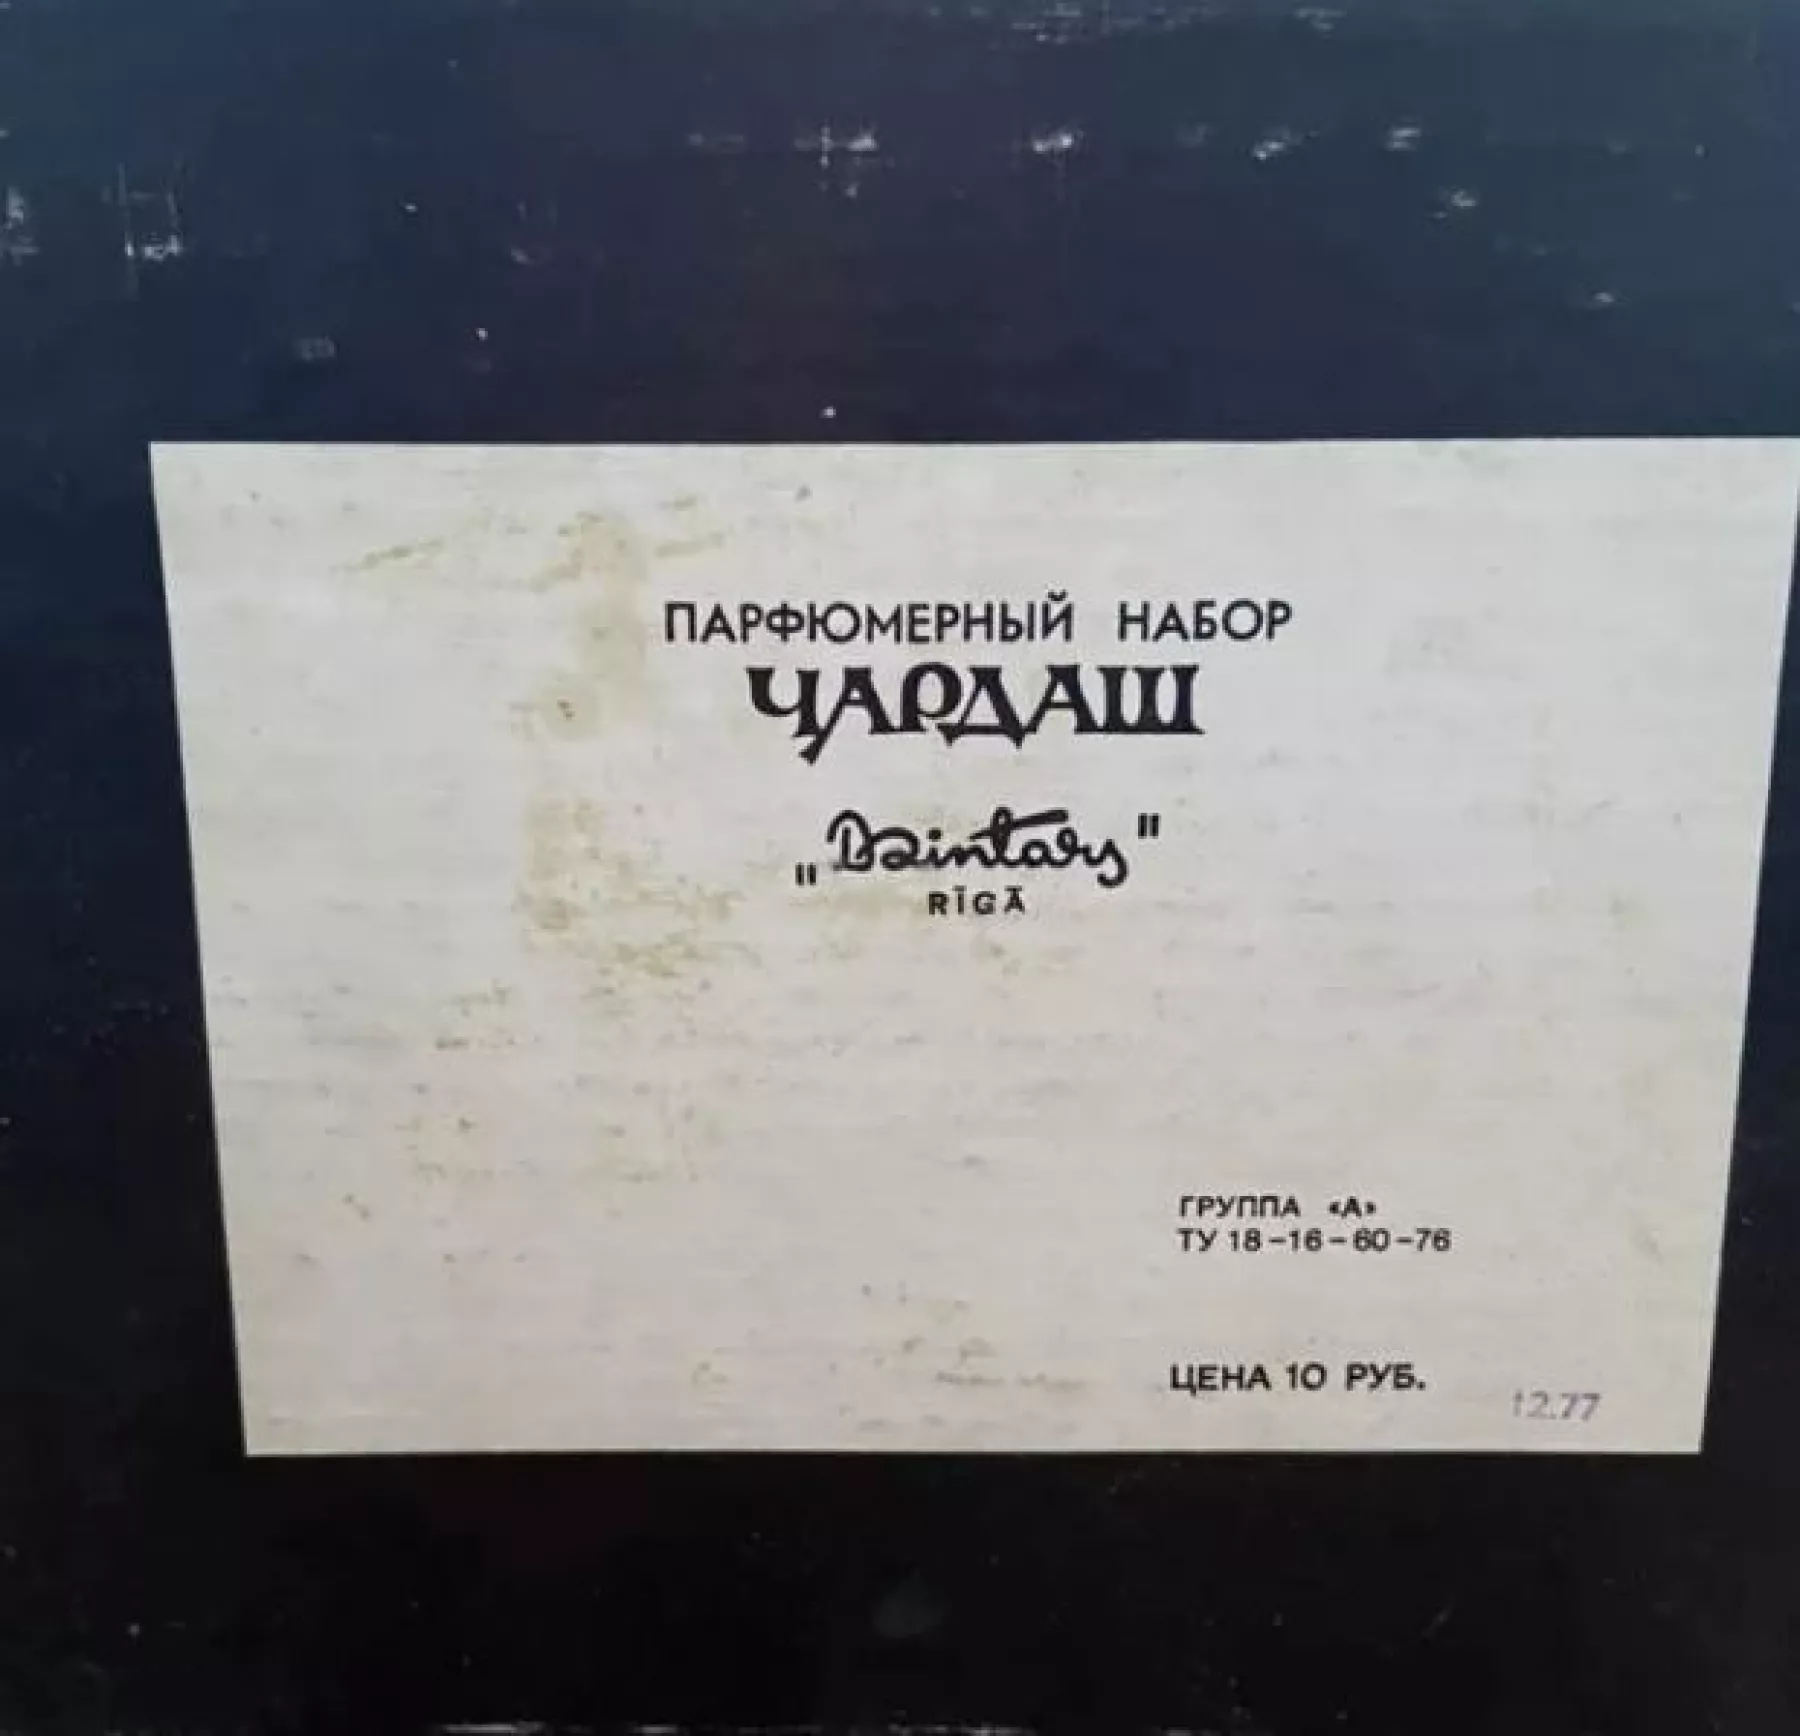 ПАРФЮМЕРНЫЙ НАБОР
ЧАРДАШ
„Dzintars"
RĪGĀ
ГРУППА «А»
ТУ 18-16-60-76
ЦЕНА 10 РУБ.
12.77